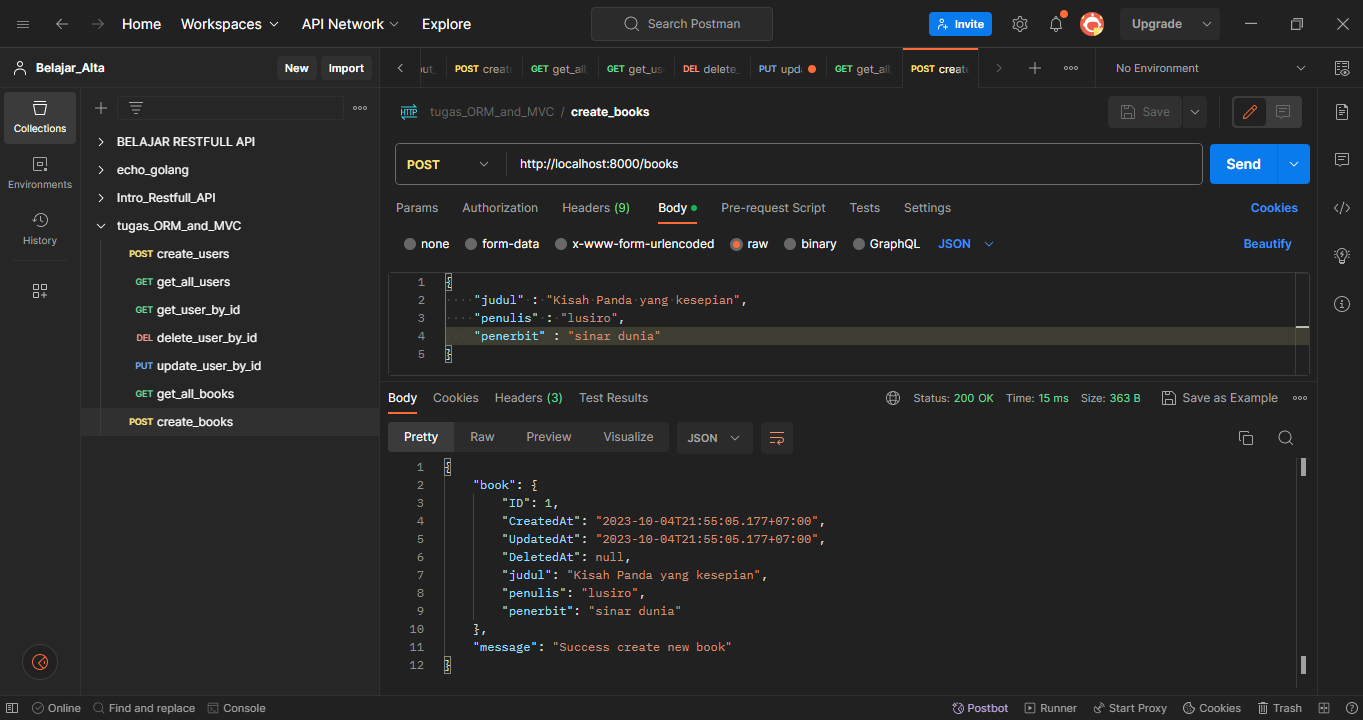 Home Workspaces API Network Explore Search Postman Invite Upgrade
Belajar_Alta New Import
POST create DEL delete_ GET get_all GET get_us PUT upd GET get_all POST create No Environment
Collections
Environments
History
BELAJAR RESTFULL API
echo_golang
Intro_Restfull_API
tugas_ORM_and_MVC
POST create_users
GET get_all_users
GET get_user_by_id
DEL delete_user_by_id
PUT update_user_by_id
GET get_all_books
POST create_books
HTTP tugas_ORM_and_MVC / create_books Save
POST http://localhost:8000/books Send
Params Authorization Headers (9) Body Pre-request Script Tests Settings Cookies
none form-data x-www-form-urlencoded raw binary GraphQL JSON Beautify
1 {
2 "judul" : "Kisah Panda yang kesepian",
3 "penulis" : "lusiro",
4 "penerbit" : "sinar dunia"
5 }
Body Cookies Headers (3) Test Results Status: 200 OK Time: 15 ms Size: 363 B Save as Example
Pretty Raw Preview Visualize JSON
1 {
2 "book": {
3 "ID": 1,
4 "CreatedAt": "2023-10-04T21:55:05.177+07:00",
5 "UpdatedAt": "2023-10-04T21:55:05.177+07:00",
6 "DeletedAt": null,
7 "judul": "Kisah Panda yang kesepian",
8 "penulis": "lusiro",
9 "penerbit": "sinar dunia"
10 },
11 "message": "Success create new book"
12 }
Online Find and replace Console Postbot Runner Start Proxy Cookies Trash